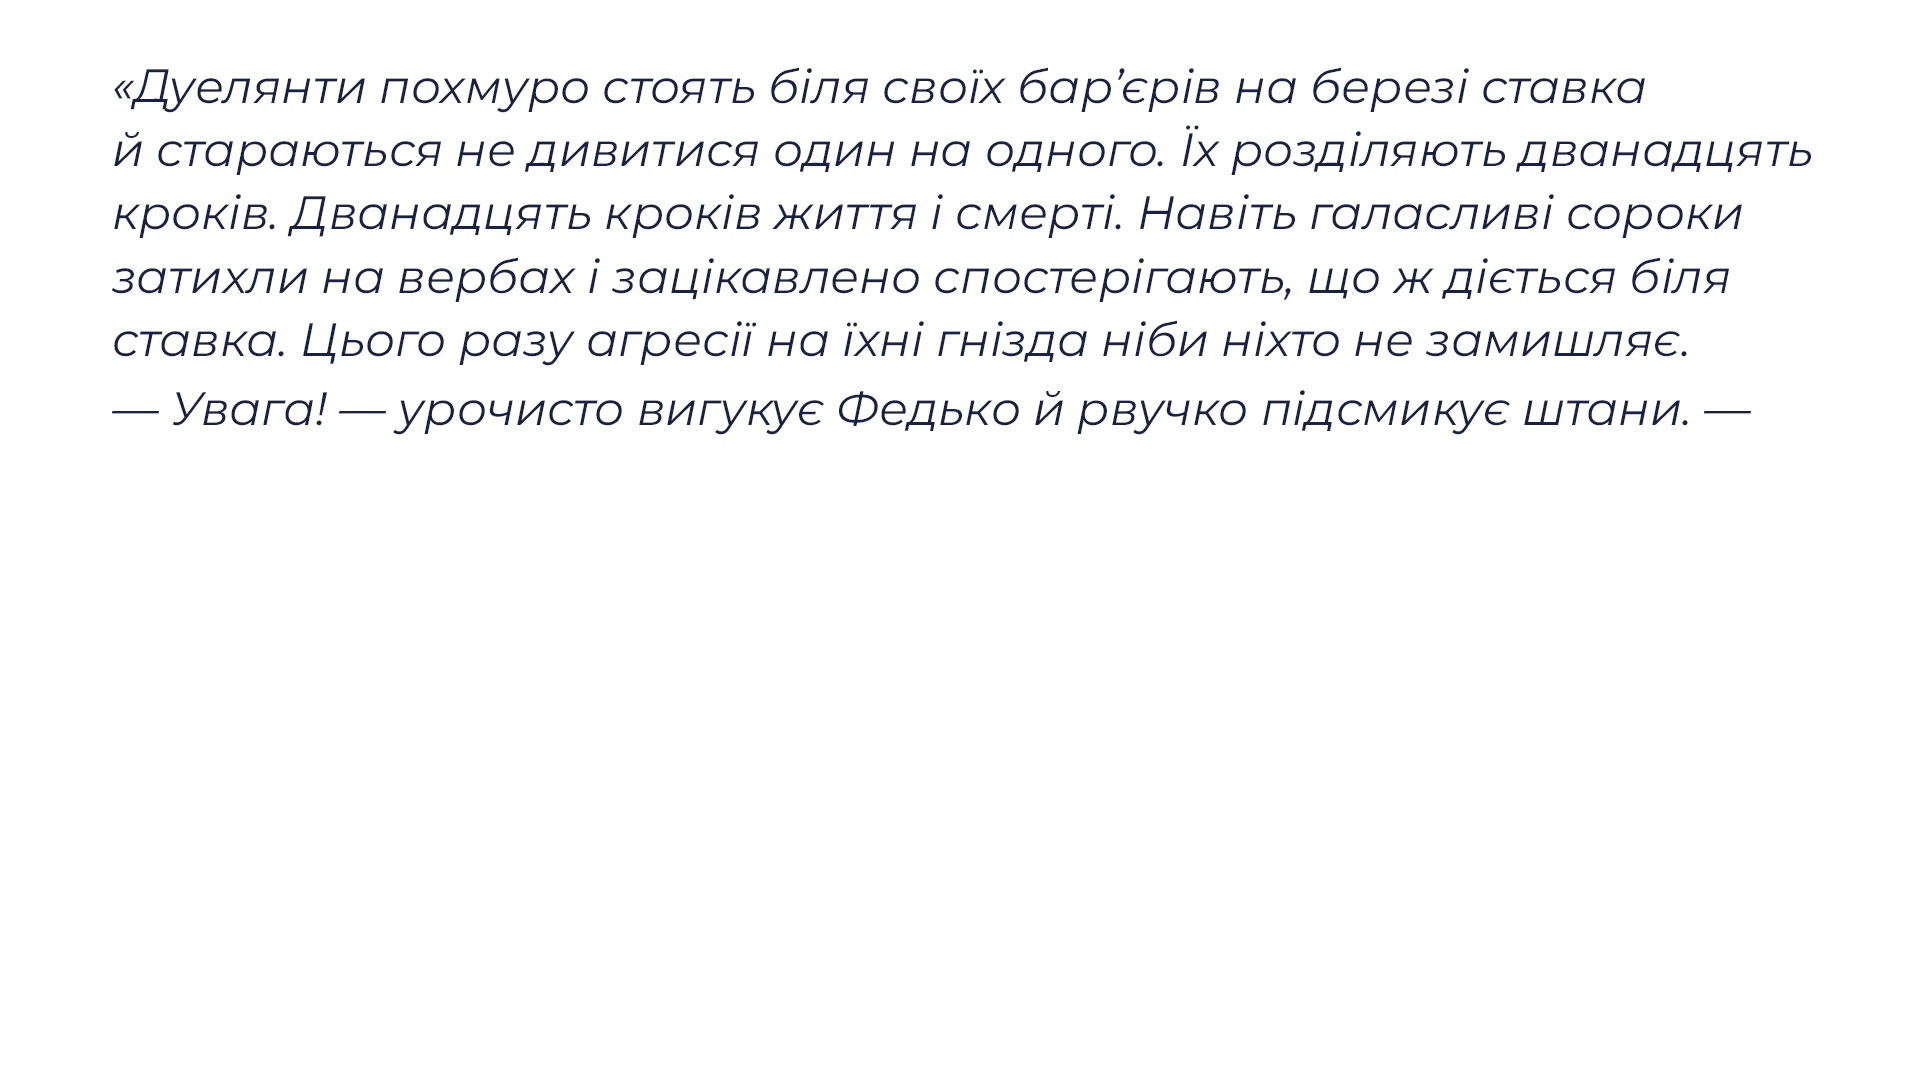 «Дуелянти похмуро стоять біля своїх бар’єрів на березі ставка
й стараються не дивитися один на одного. Їх розділяють дванадцять
кроків. Дванадцять кроків життя і смерті. Навіть галасливі сороки
затихли на вербах і зацікавлено спостерігають, що ж діється біля
ставка. Цього разу агресії на їхні гнізда ніби ніхто не замишляє.
— Увага! — урочисто вигукує Федько й рвучко підсмикує штани. —